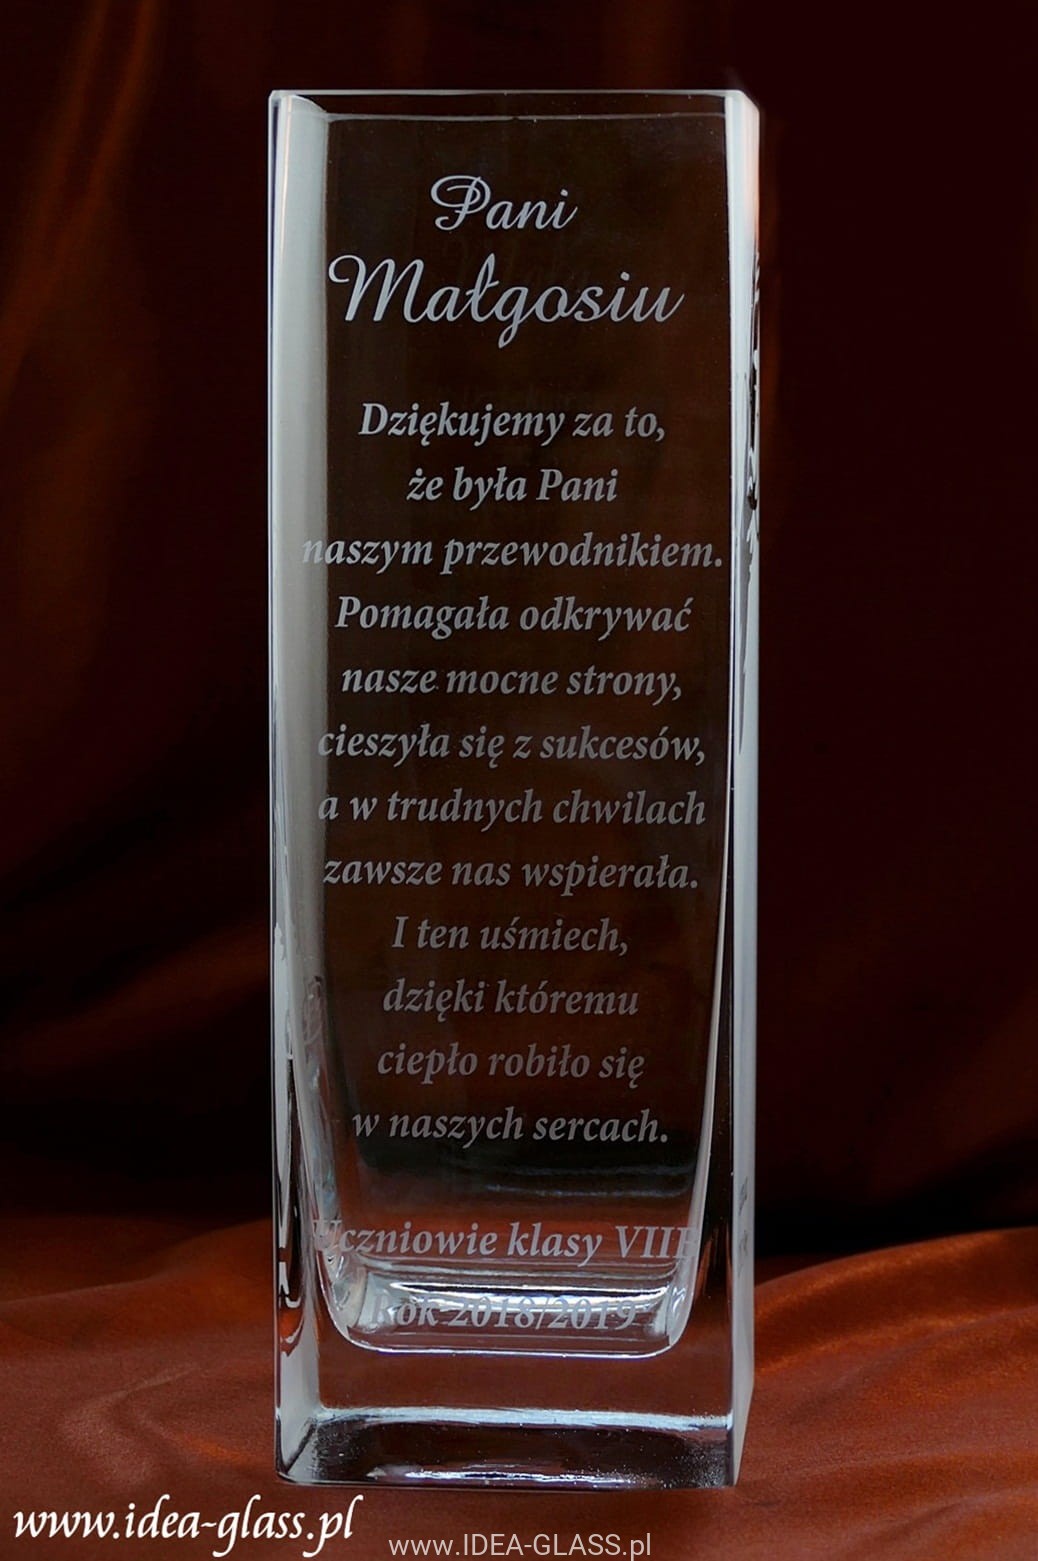 Pani
Małgosiu
Dziękujemy za to,
że była Pani
naszym przewodnikiem.
Pomagała odkrywać
nasze mocne strony,
cieszyła się z sukcesów,
a w trudnych chwilach
zawsze nas wspierała.
I ten uśmiech,
dzięki któremu
ciepło robiło się
w naszych sercach.
Uczniowie klasy
Rok 2018/2019
www.idea-glass.pl
www.IDEA-GLASS.pl